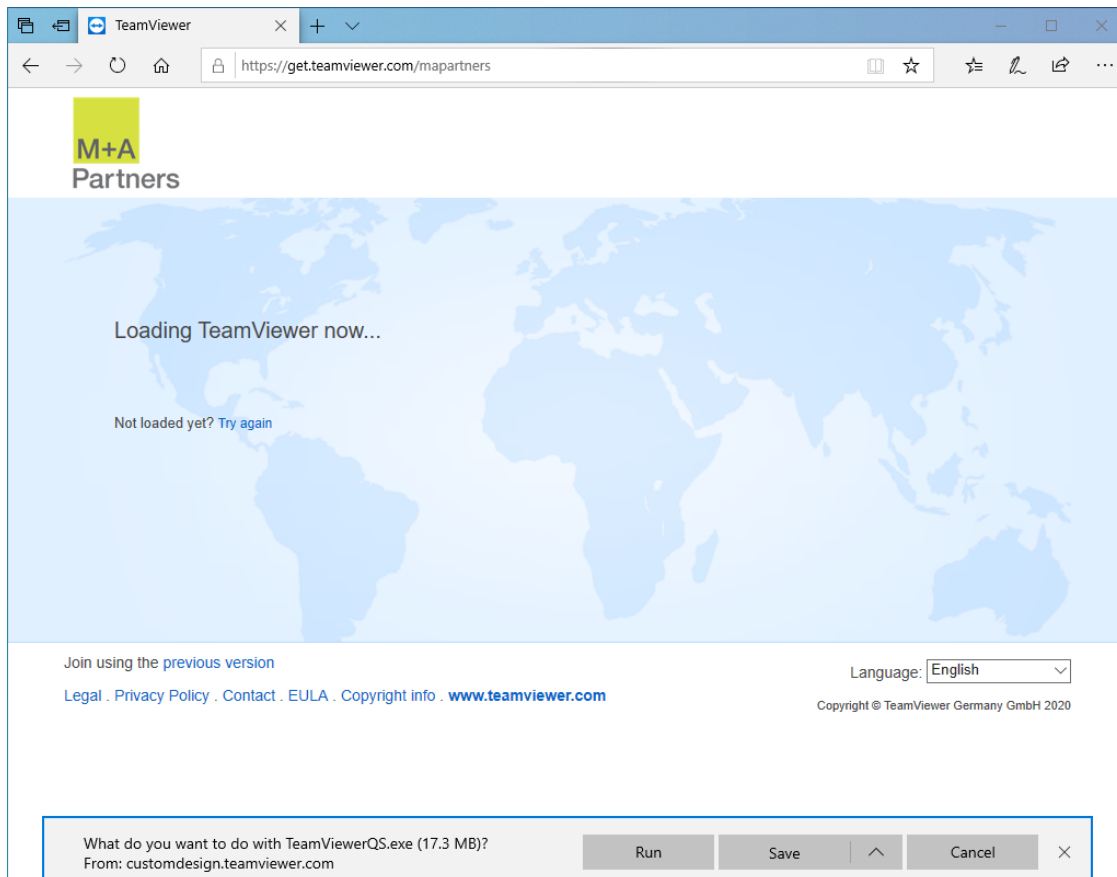 TeamViewer
https://get.teamviewer.com/mapartners
M+A
Partners
Loading TeamViewer now...
Not loaded yet? Try again
Join using the previous version
Language: English
Legal . Privacy Policy . Contact . EULA . Copyright info . www.teamviewer.com
Copyright © TeamViewer Germany GmbH 2020
What do you want to do with TeamViewerQS.exe (17.3 MB)?
From: customdesign.teamviewer.com
Run Save Cancel